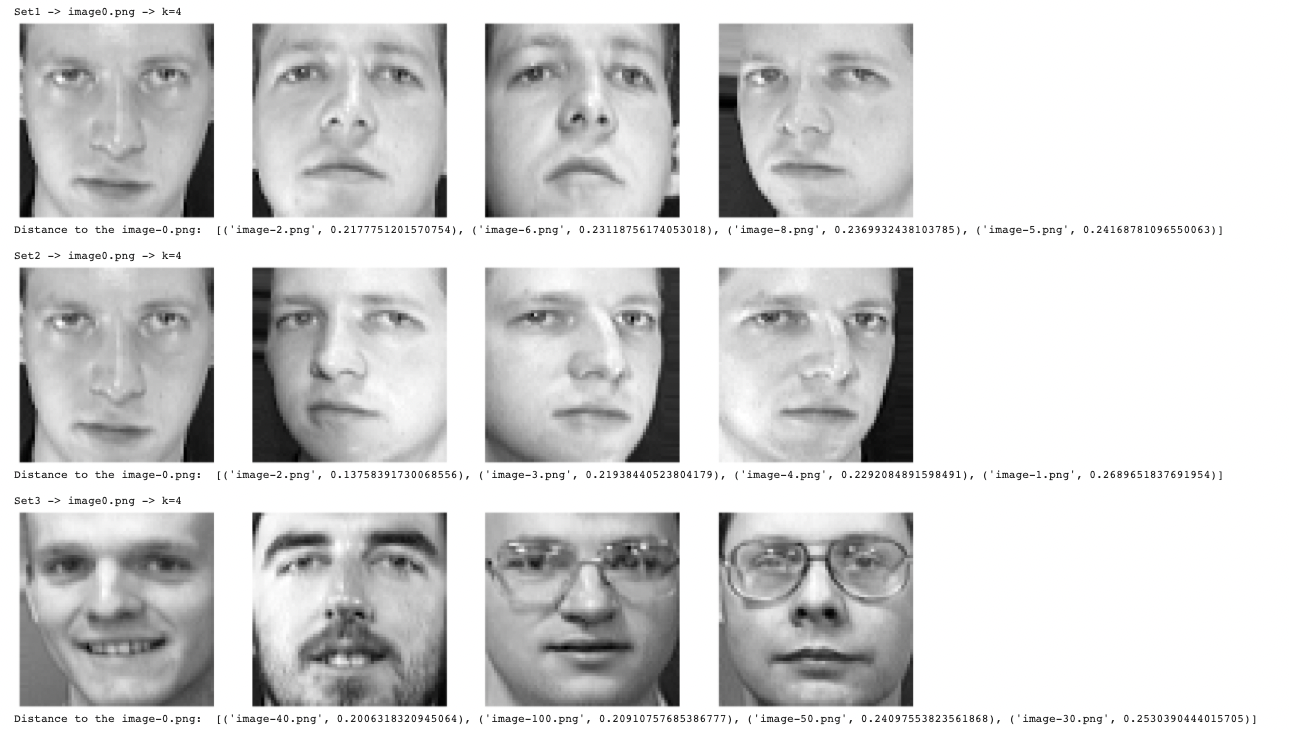 Set1 -> image0.png -> k=4
Distance to the image-0.png:  [('image-2.png', 0.2177751201570754), ('image-6.png', 0.23118756174053018), ('image-8.png', 0.2369932438103785), ('image-5.png', 0.24168781096550063)]
Set2 -> image0.png -> k=4
Distance to the image-0.png:  [('image-2.png', 0.13758391730068556), ('image-3.png', 0.21938440523804179), ('image-4.png', 0.2292084891598491), ('image-1.png', 0.2689651837691954)]
Set3 -> image0.png -> k=4
Distance to the image-0.png:  [('image-40.png', 0.2006318320945064), ('image-100.png', 0.20910757685386777), ('image-50.png', 0.24097553823561868), ('image-30.png', 0.2530390444015705)]